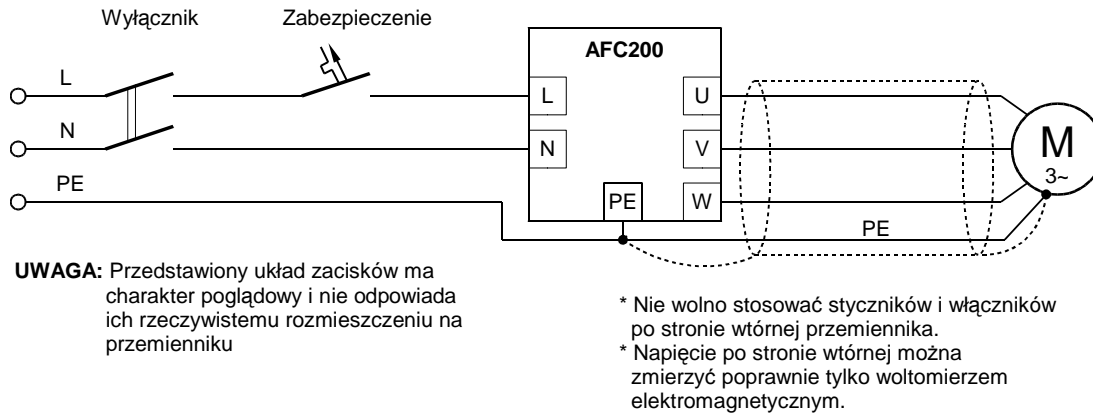 Wyłącznik
Zabezpieczenie
AFC200
L
L
U
N
N
V
M
3~
PE
PE
W
PE
UWAGA: Przedstawiony układ zacisków ma
charakter poglądowy i nie odpowiada
ich rzeczywistemu rozmieszczeniu na
przemienniku
* Nie wolno stosować styczników i włączników
po stronie wtórnej przemiennika.
* Napięcie po stronie wtórnej można
zmierzyć poprawnie tylko woltomierzem
elektromagnetycznym.